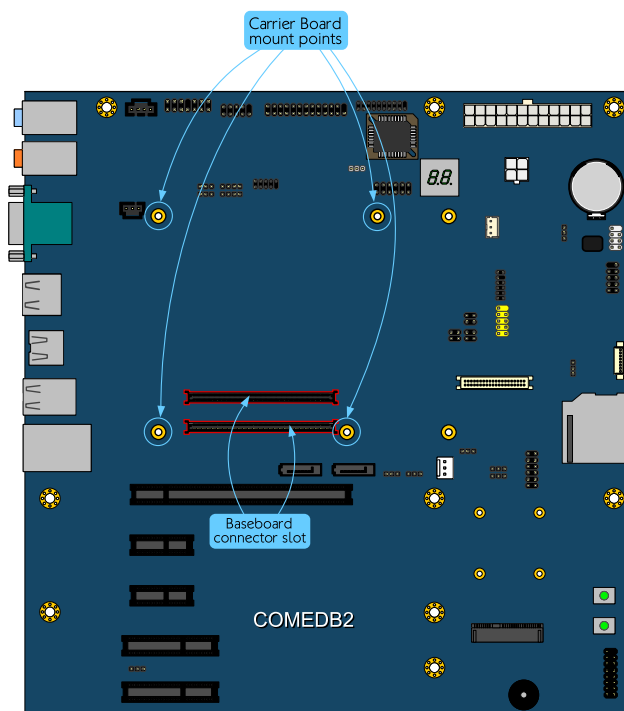 Carrier Board
mount points
8.8.
Baseboard
connector slot
COMEDB2